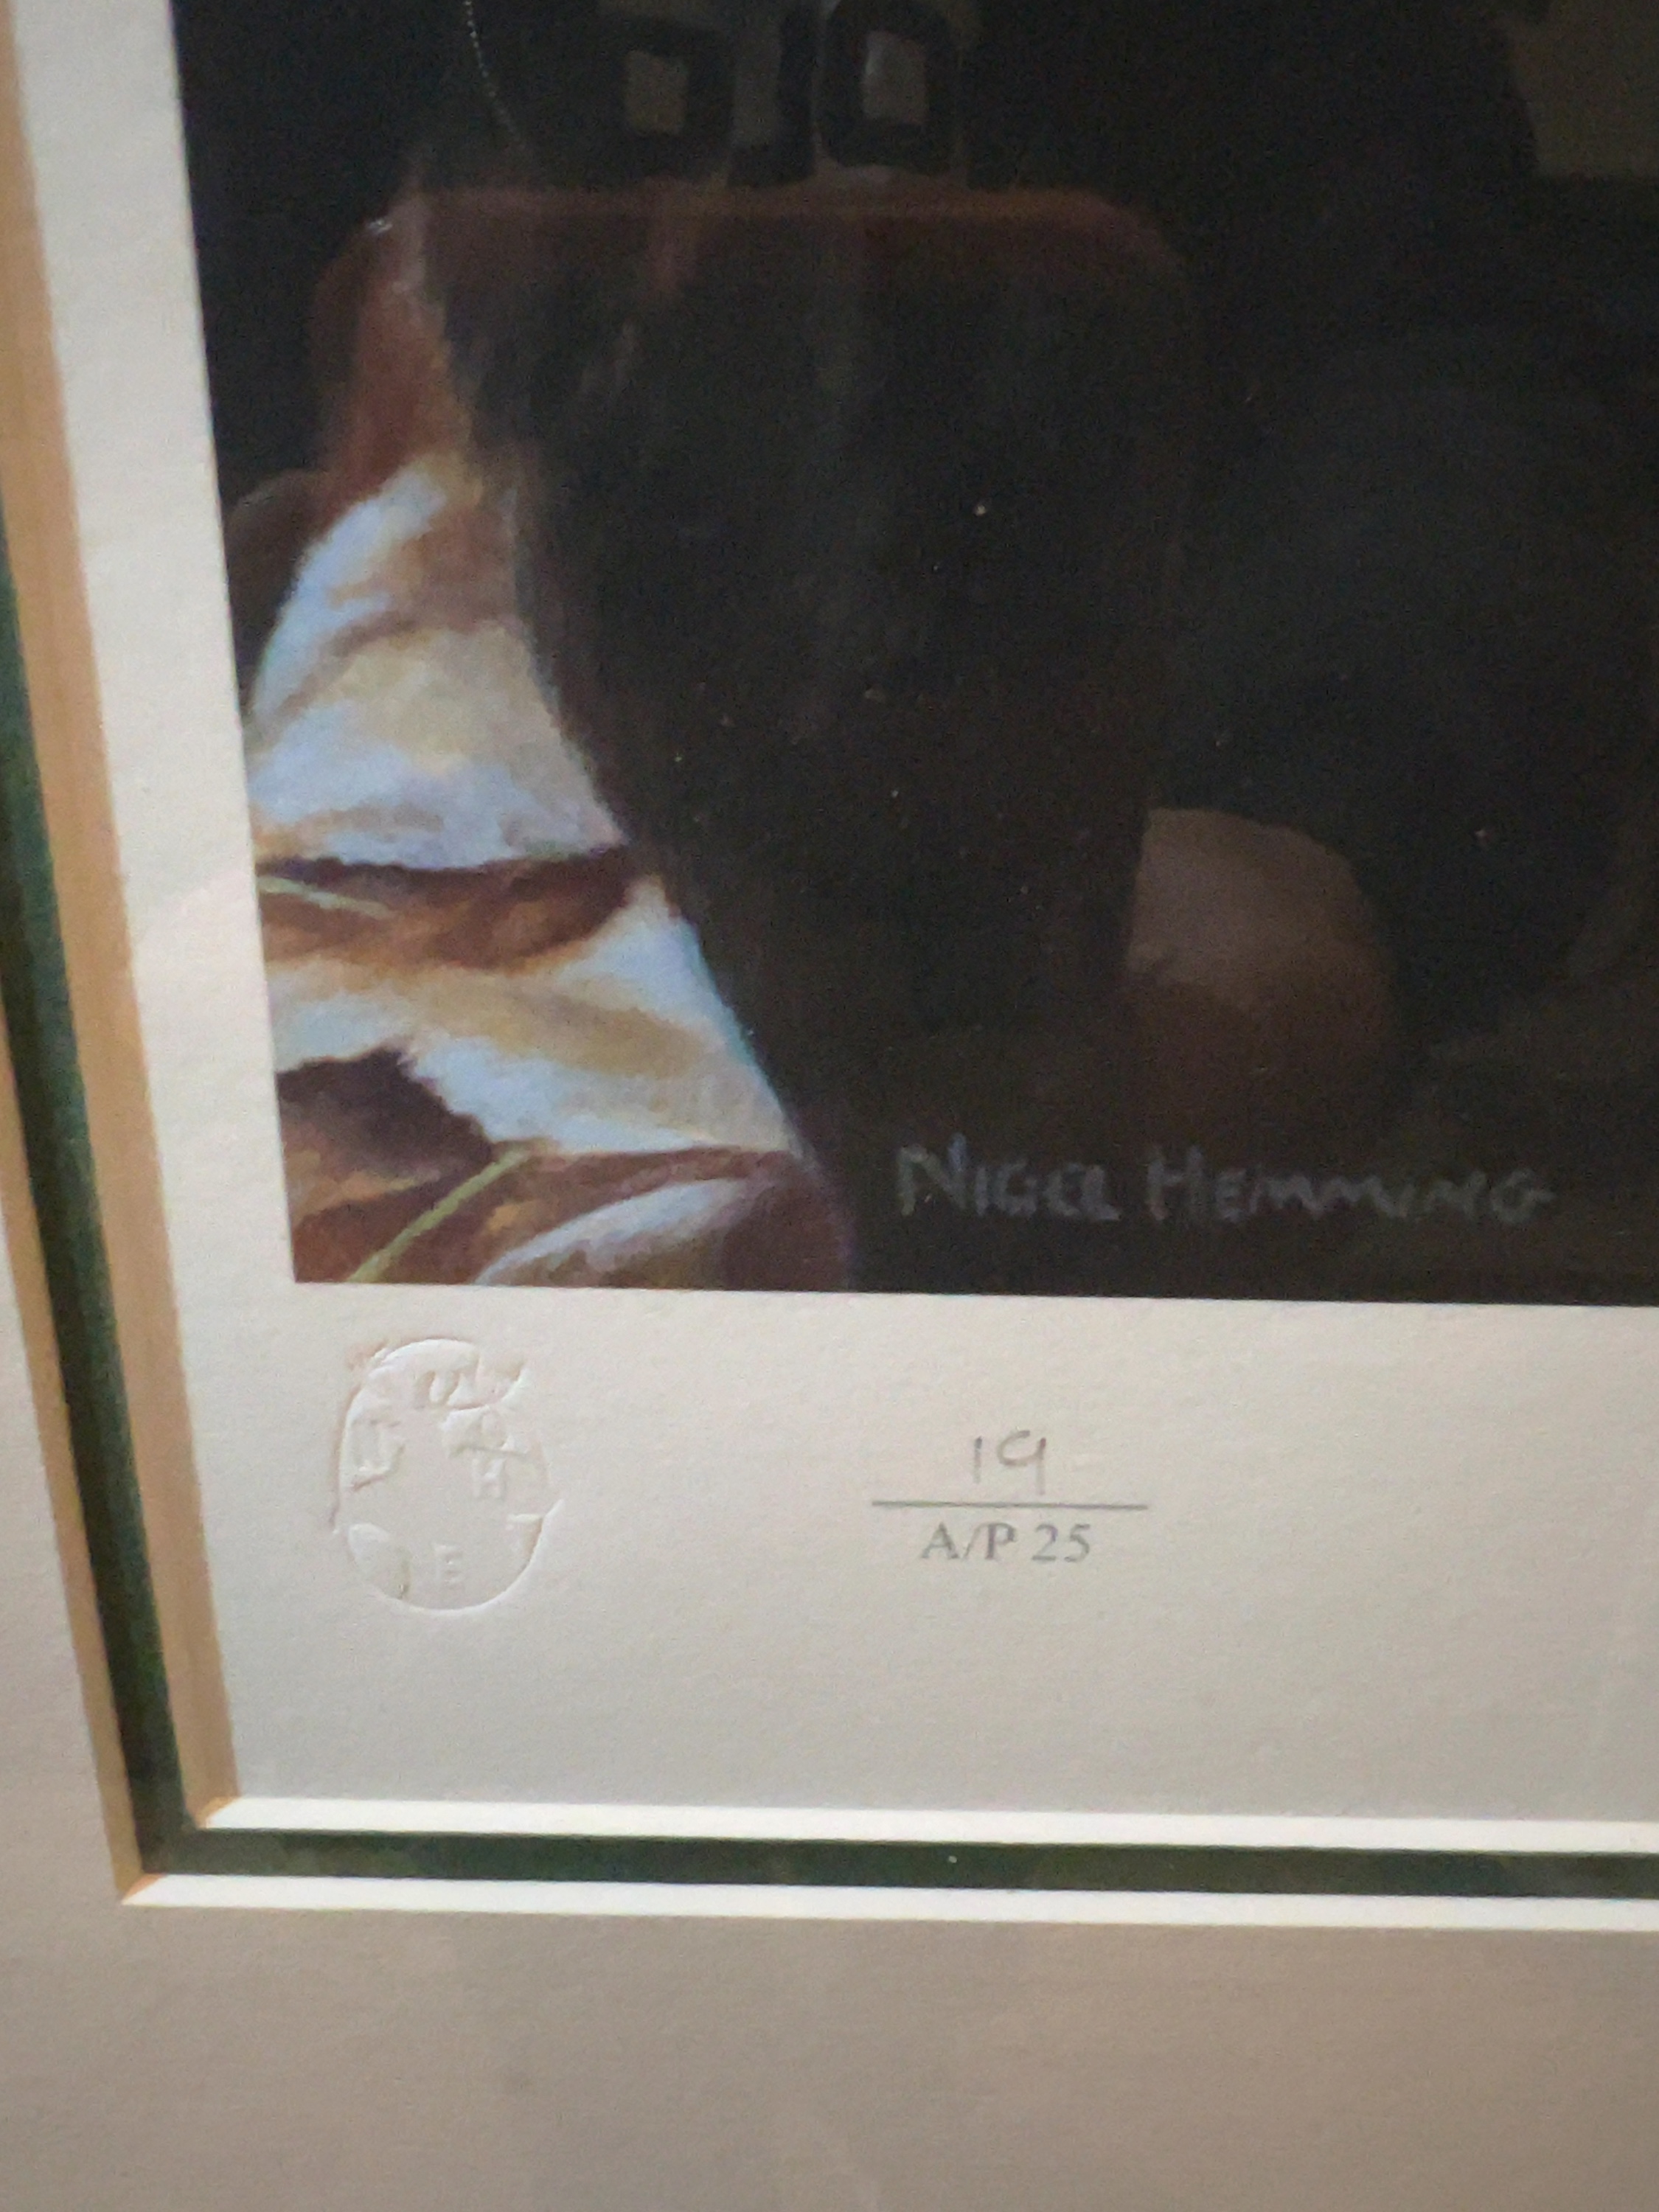 NIGEL HEMMING
19
A/P 25